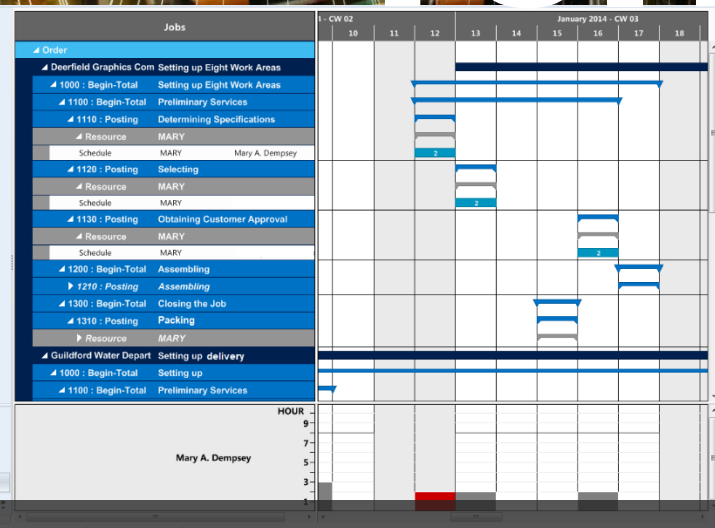 Jobs
1 - CW 02
January 2014 - CW 03
10 11 12 13 14 15 16 17 18
Order
Deerfield Graphics Com Setting up Eight Work Areas
1000 : Begin-Total Setting up Eight Work Areas
1100 : Begin-Total Preliminary Services
1110 : Posting Determining Specifications
Resource MARY
Schedule MARY Mary A. Dempsey
2
1120 : Posting Selecting
Resource MARY
Schedule MARY
2
1130 : Posting Obtaining Customer Approval
Resource MARY
Schedule MARY
2
1200 : Begin-Total Assembling
1210 : Posting Assembling
1300 : Begin-Total Closing the Job
1310 : Posting Packing
Resource MARY
Guildford Water Depart Setting up delivery
1000 : Begin-Total Setting up
1100 : Begin-Total Preliminary Services
HOUR
9
7
Mary A. Dempsey
5
3
1